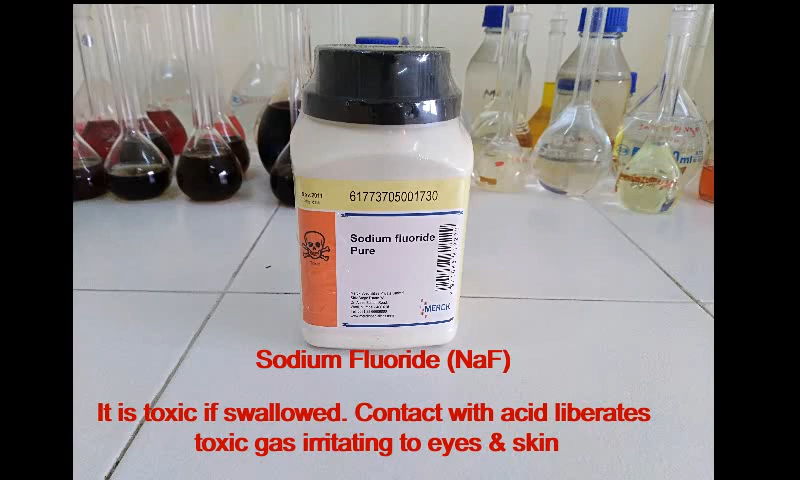 2011
61773705001730
Sodium fluoride
Pure
MERCK
Sodium Fluoride (NaF)
It is toxic if swallowed. Contact with acid liberates
toxic gas irritating to eyes & skin